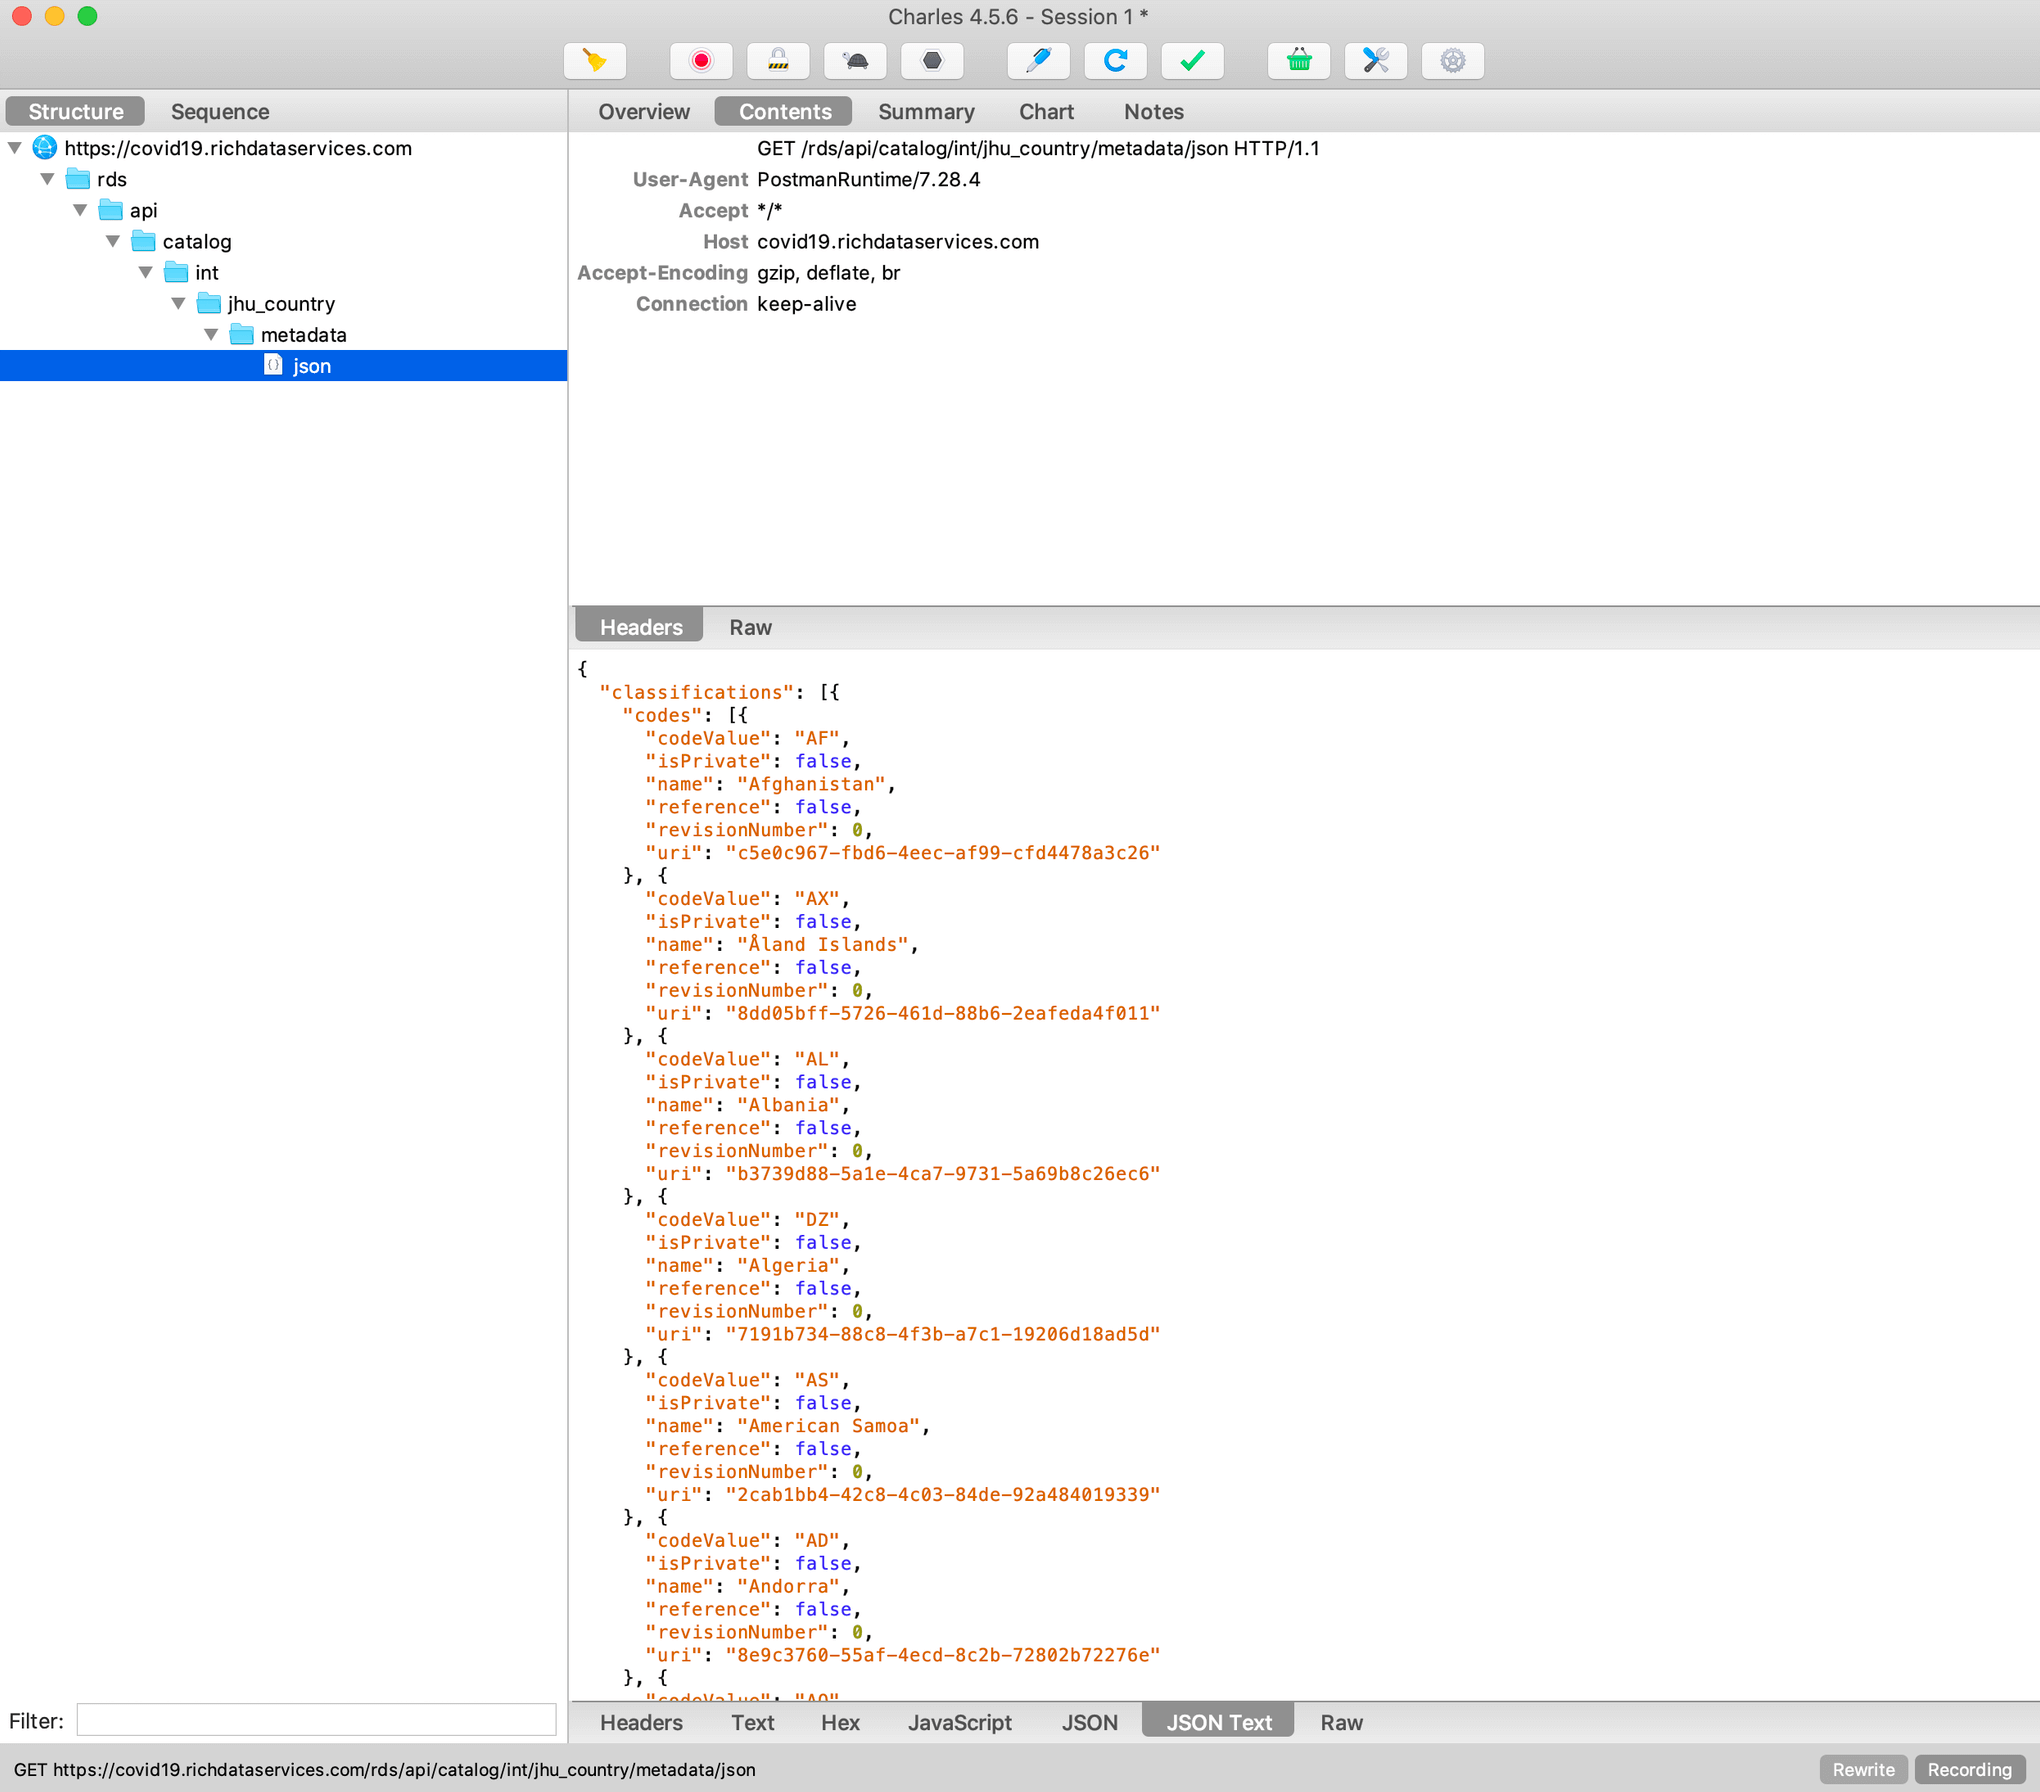 Charles 4.5.6 - Session 1 *
Structure Sequence
https://covid19.richdataservices.com
rds
api
catalog
int
jhu_country
metadata
json
Filter:
Overview Contents Summary Chart Notes
GET /rds/api/catalog/int/jhu_country/metadata/json HTTP/1.1
User-Agent PostmanRuntime/7.28.4
Accept */*
Host covid19.richdataservices.com
Accept-Encoding gzip, deflate, br
Connection keep-alive
Headers Raw
{
"classifications": [{
"codes": [{
"codeValue": "AF",
"isPrivate": false,
"name": "Afghanistan",
"reference": false,
"revisionNumber": 0,
"uri": "c5e0c967-fbd6-4eec-af99-cfd4478a3c26"
}, {
"codeValue": "AX",
"isPrivate": false,
"name": "Åland Islands",
"reference": false,
"revisionNumber": 0,
"uri": "8dd05bff-5726-461d-88b6-2eafeda4f011"
}, {
"codeValue": "AL",
"isPrivate": false,
"name": "Albania",
"reference": false,
"revisionNumber": 0,
"uri": "b3739d88-5a1e-4ca7-9731-5a69b8c26ec6"
}, {
"codeValue": "DZ",
"isPrivate": false,
"name": "Algeria",
"reference": false,
"revisionNumber": 0,
"uri": "7191b734-88c8-4f3b-a7c1-19206d18ad5d"
}, {
"codeValue": "AS",
"isPrivate": false,
"name": "American Samoa",
"reference": false,
"revisionNumber": 0,
"uri": "2cab1bb4-42c8-4c03-84de-92a484019339"
}, {
"codeValue": "AD",
"isPrivate": false,
"name": "Andorra",
"reference": false,
"revisionNumber": 0,
"uri": "8e9c3760-55af-4ecd-8c2b-72802b72276e"
}, {
Headers Text Hex JavaScript JSON JSON Text Raw
GET https://covid19.richdataservices.com/rds/api/catalog/int/jhu_country/metadata/json
Rewrite Recording